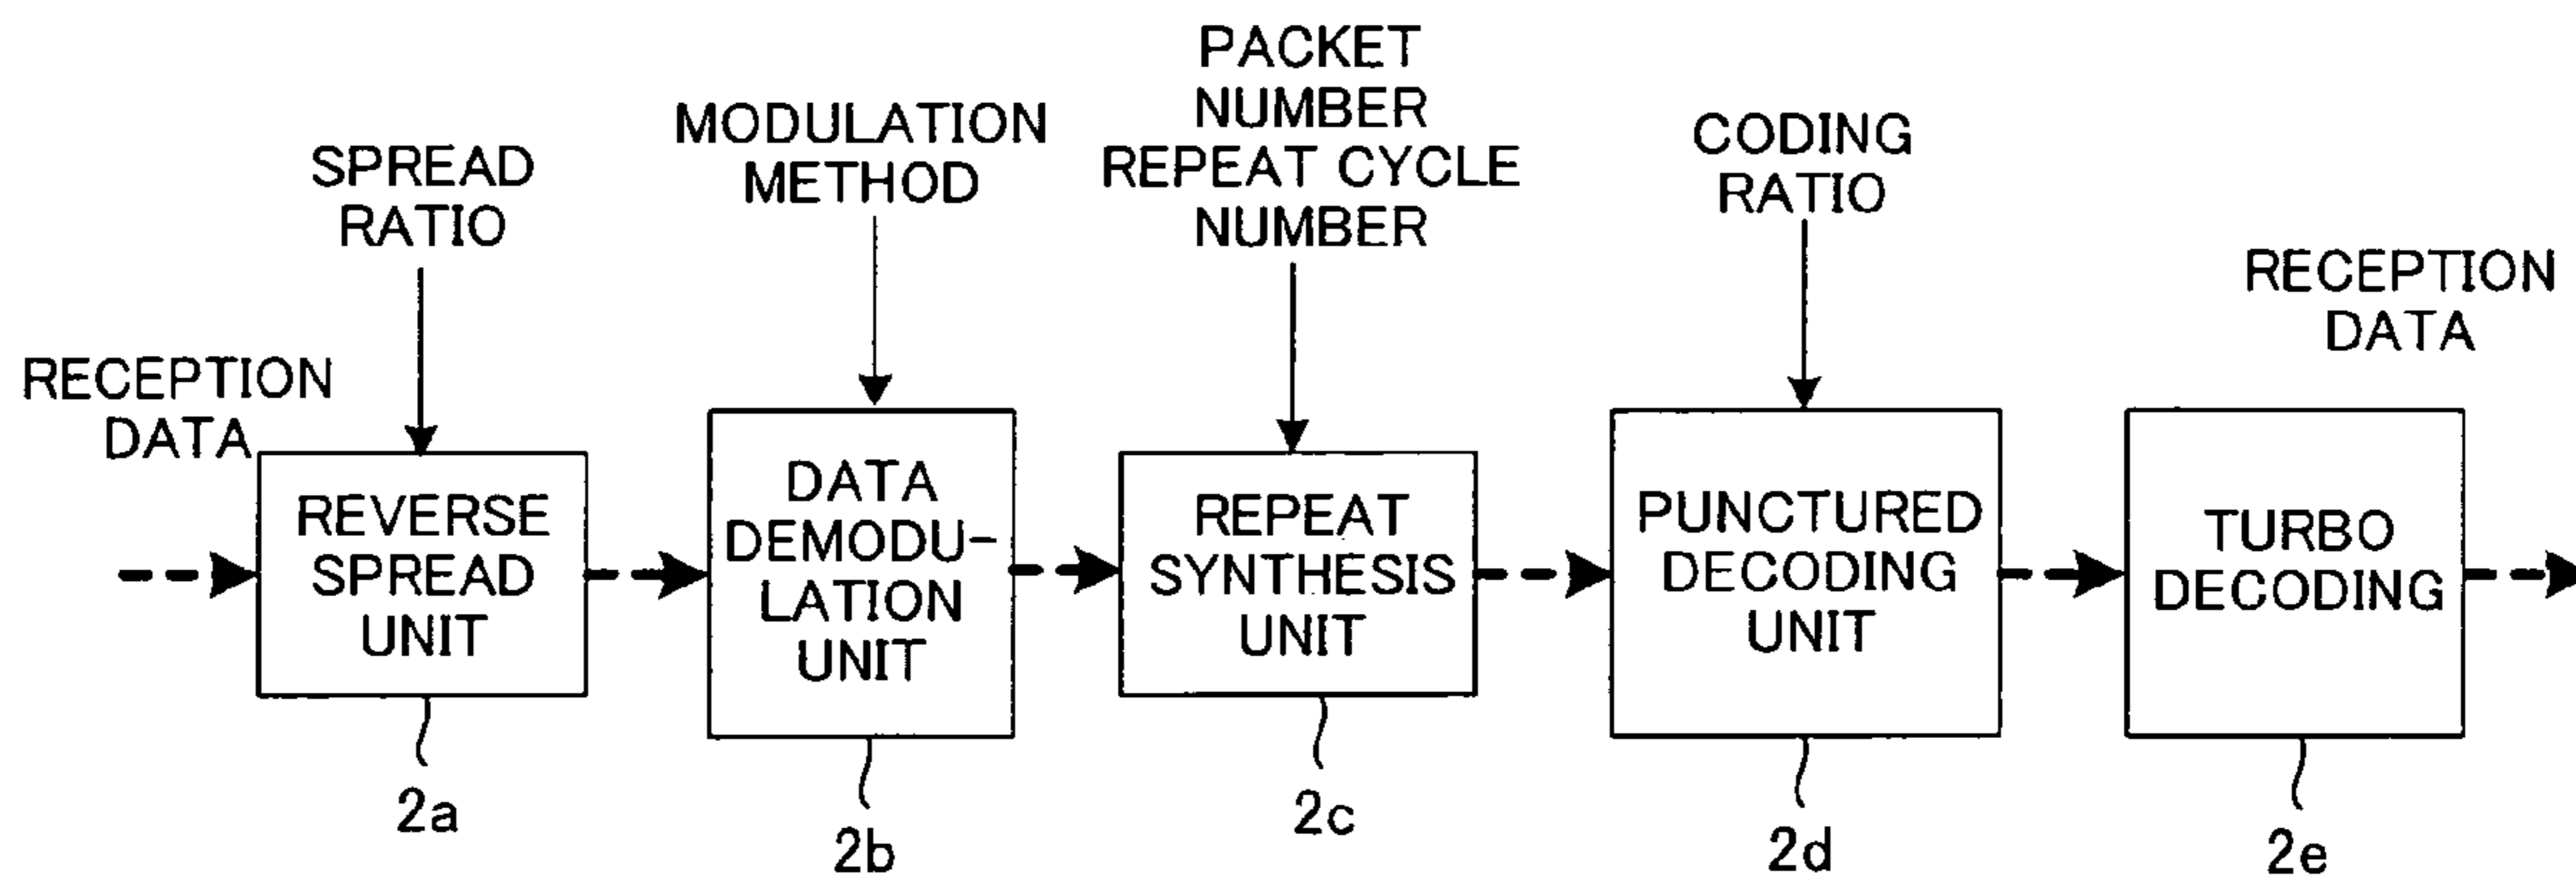 PACKET
NUMBER
REPEAT CYCLE
NUMBER
MODULATION
METHOD
CODING
RATIO
SPREAD
RATIO
RECEPTION
DATA
RECEPTION
DATA
REVERSE
SPREAD
UNIT
DATA
DEMODU-
LATION
UNIT
REPEAT
SYNTHESIS
UNIT
PUNCTURED
DECODING
UNIT
TURBO
DECODING
2a
2b
2c
2d
2e